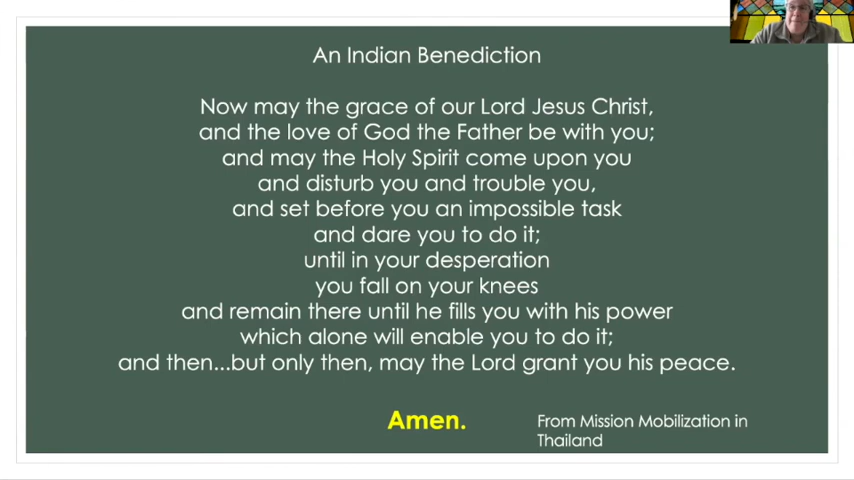 An Indian Benediction
Now may the grace of our Lord Jesus Christ,
and the love of God the Father be with you;
and may the Holy Spirit come upon you
and disturb you and trouble you,
and set before you an impossible task
and dare you to do it;
until in your desperation
you fall on your knees
and remain there until he fills you with his power
which alone will enable you to do it;
and then...but only then, may the Lord grant you his peace.
Amen.
From Mission Mobilization in
Thailand